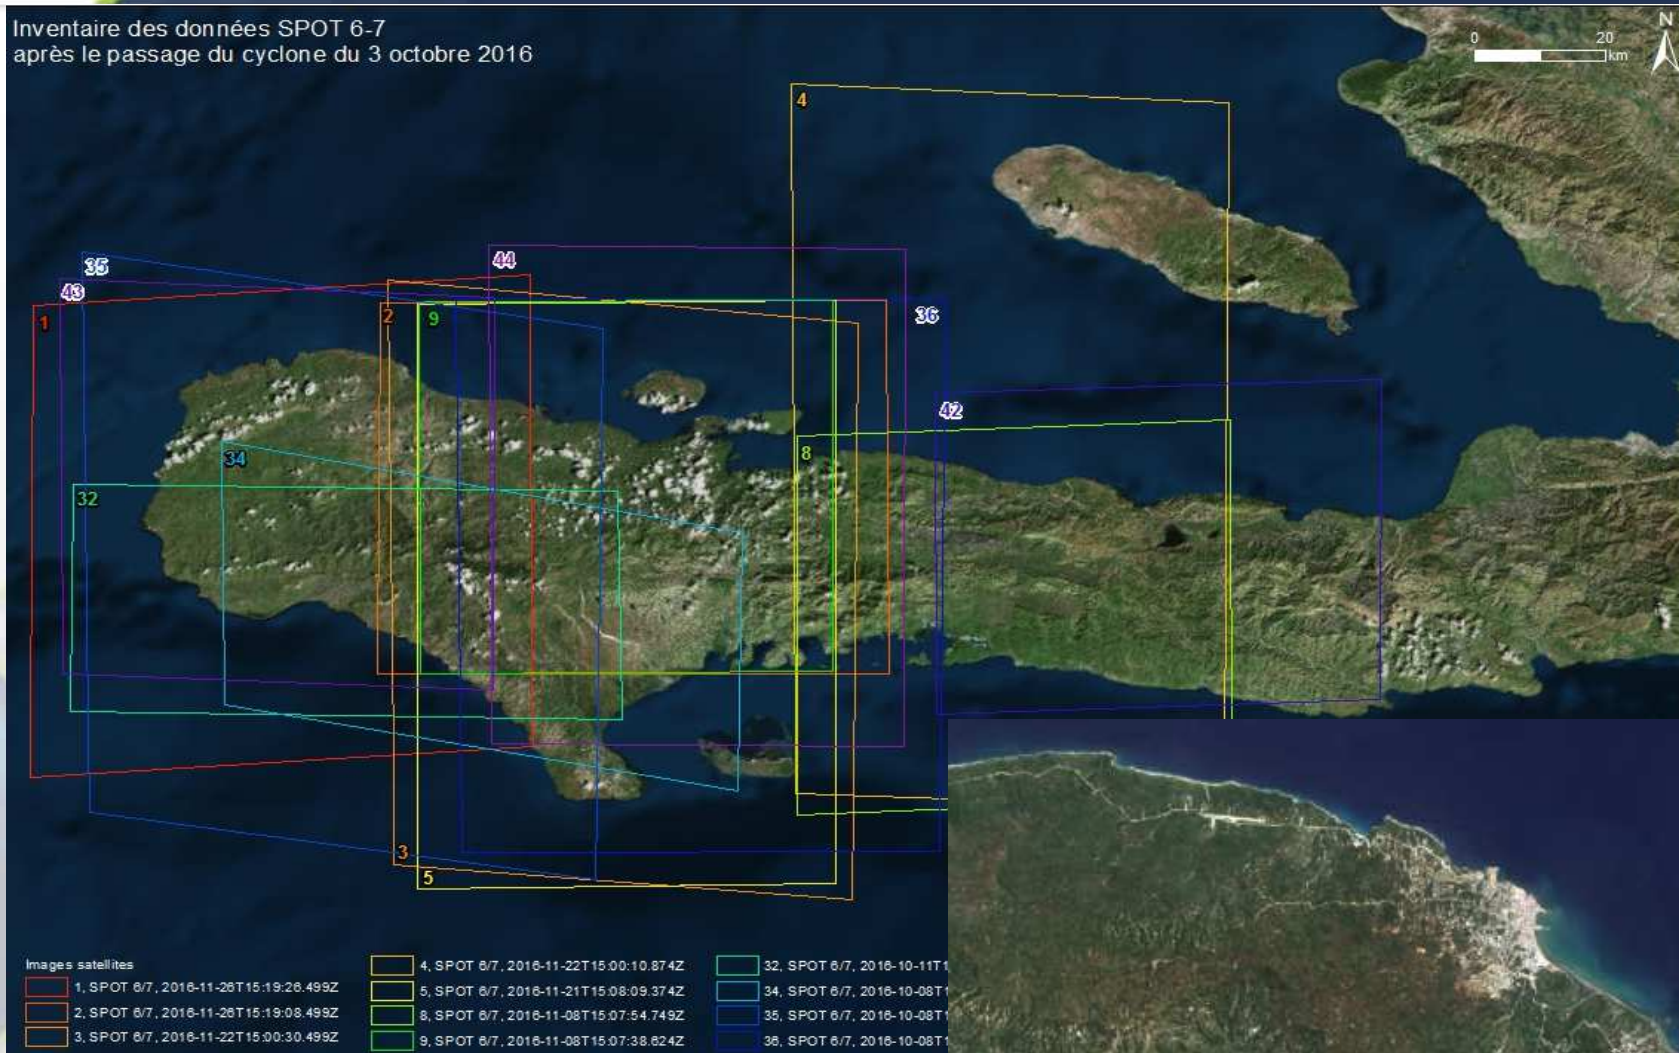 Inventaire des données SPOT 6-7
après le passage du cyclone du 3 octobre 2016
N
0 20
km
4
35
44
43
1
2
9
36
42
34
8
32
3
5
Images satellites
1, SPOT 6/7, 2016-11-26T15:19:26.499Z
2, SPOT 6/7, 2016-11-26T15:19:08.499Z
3, SPOT 6/7, 2016-11-22T15:00:30.499Z
4, SPOT 6/7, 2016-11-22T15:00:10.874Z
5, SPOT 6/7, 2016-11-21T15:08:09.374Z
8, SPOT 6/7, 2016-11-08T15:07:54.749Z
9, SPOT 6/7, 2016-11-08T15:07:38.624Z
32, SPOT 6/7, 2016-10-11T1
34, SPOT 6/7, 2016-10-08T1
35, SPOT 6/7, 2016-10-08T1
36, SPOT 6/7, 2016-10-08T1